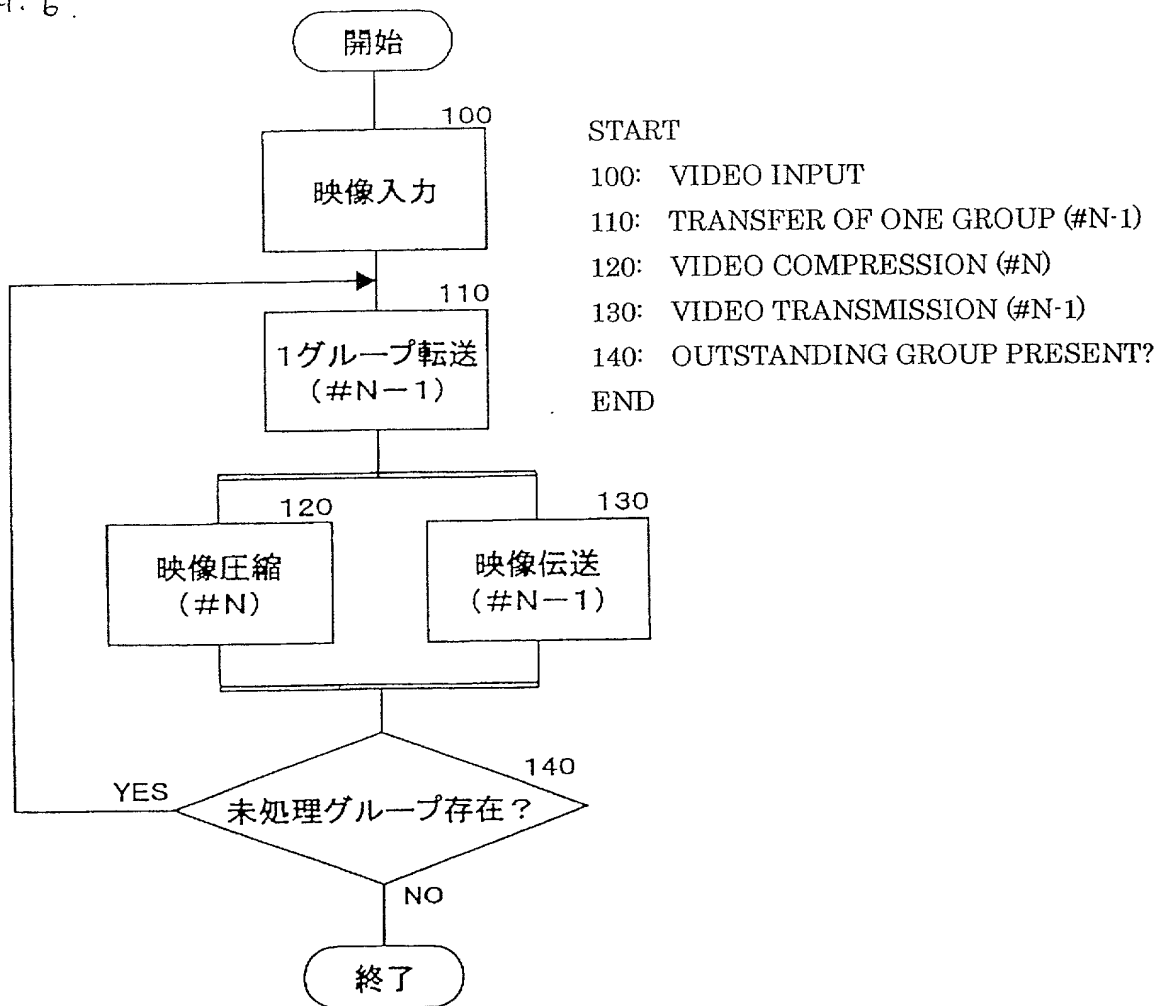 4. 6.
開始
100
映像入力
110
1グループ転送
(#N-1)
120
映像圧縮
(#N)
130
映像伝送
(#N-1)
140
未処理グループ存在?
YES
NO
終了
START
100: VIDEO INPUT
110: TRANSFER OF ONE GROUP (#N-1)
120: VIDEO COMPRESSION (#N)
130: VIDEO TRANSMISSION (#N-1)
140: OUTSTANDING GROUP PRESENT?
END